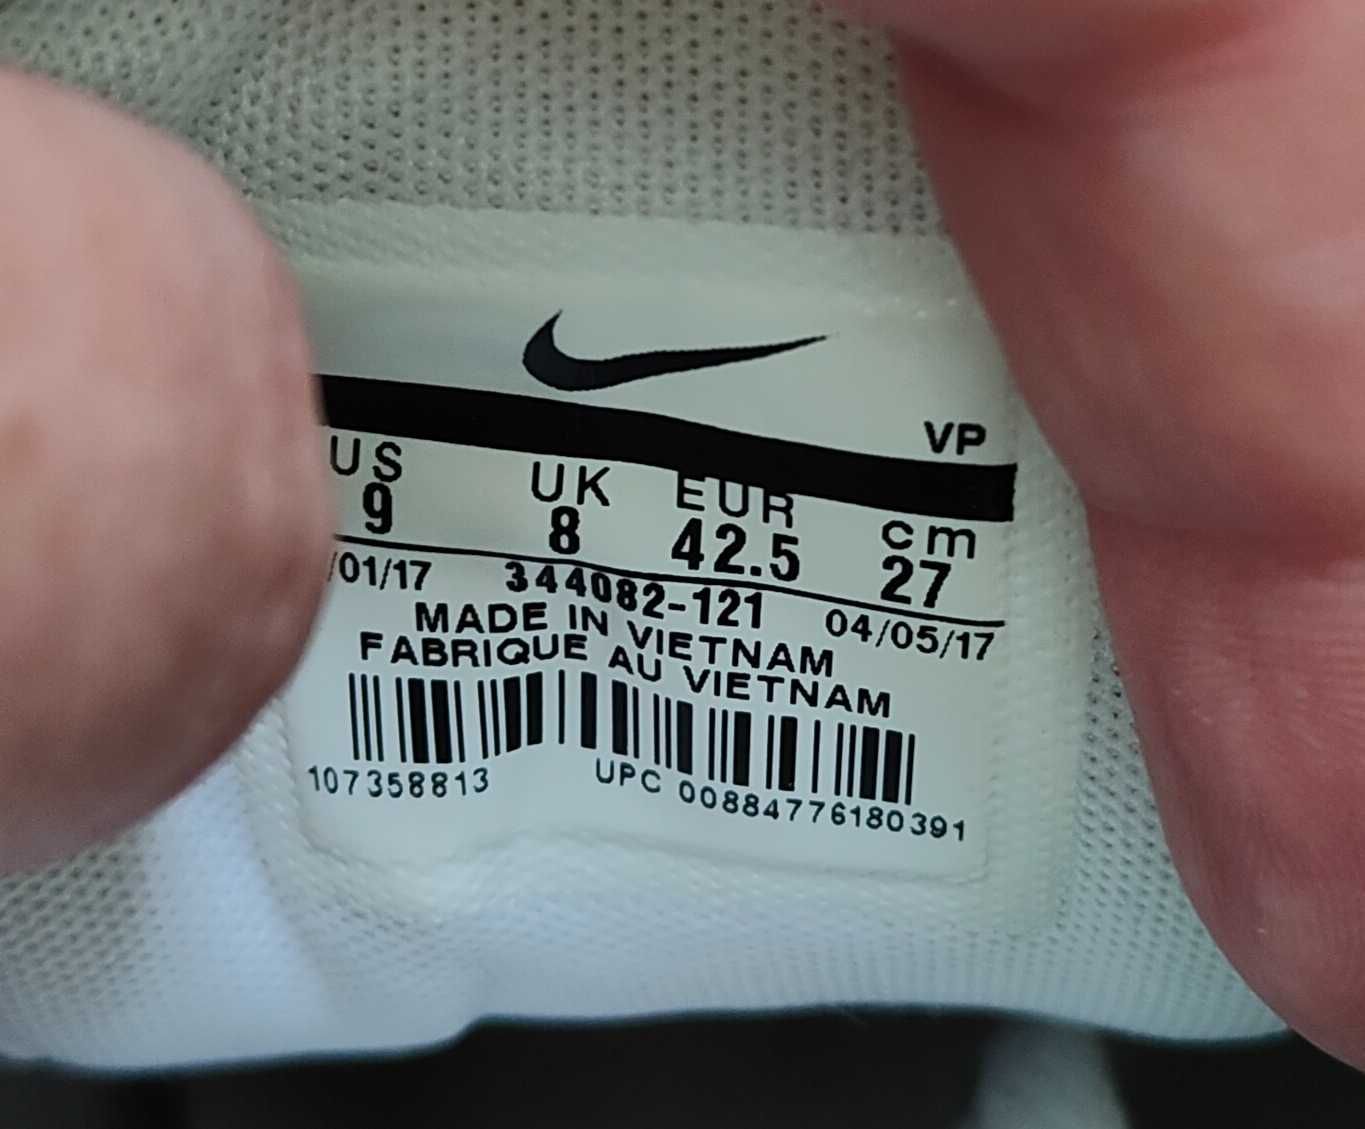 VP
US UK EUR cm
9 8 42.5 27
/01/17 344082-121 04/05/17
MADE IN VIETNAM
FABRIQUE AU VIETNAM
107358813 UPC 00884776180391